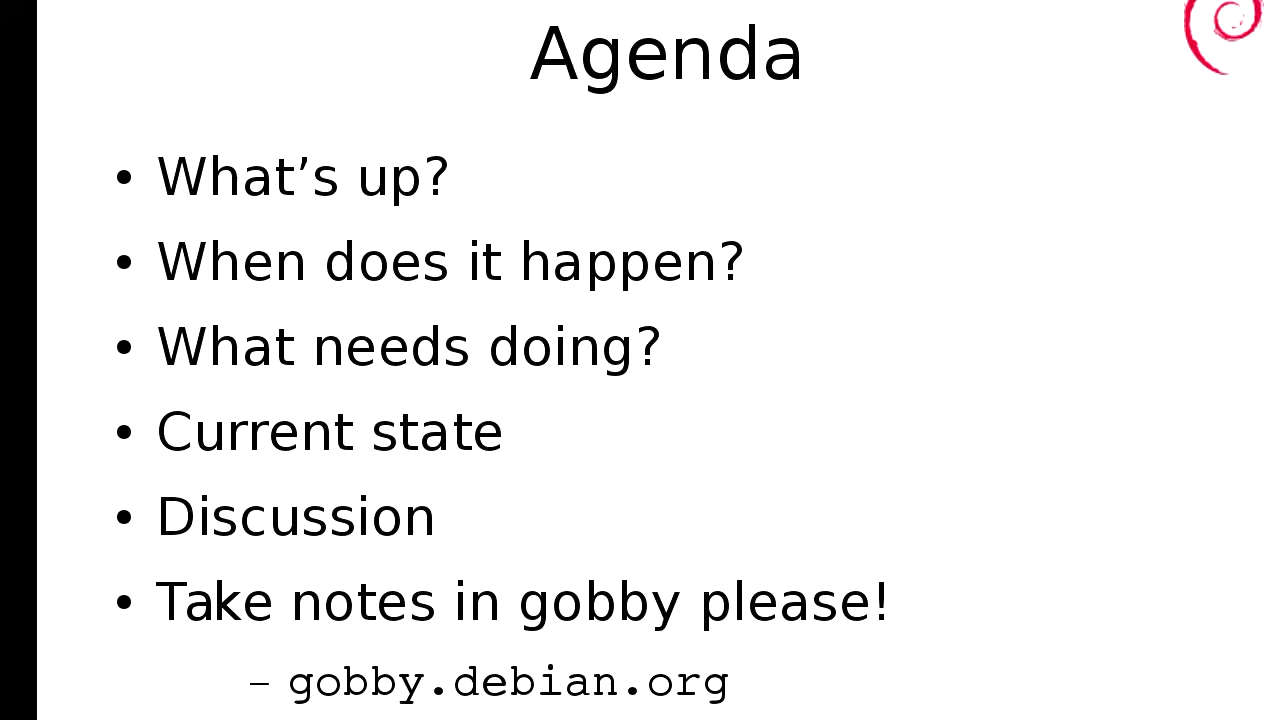 Agenda
• What’s up?
• When does it happen?
• What needs doing?
• Current state
• Discussion
• Take notes in gobby please!
– gobby.debian.org